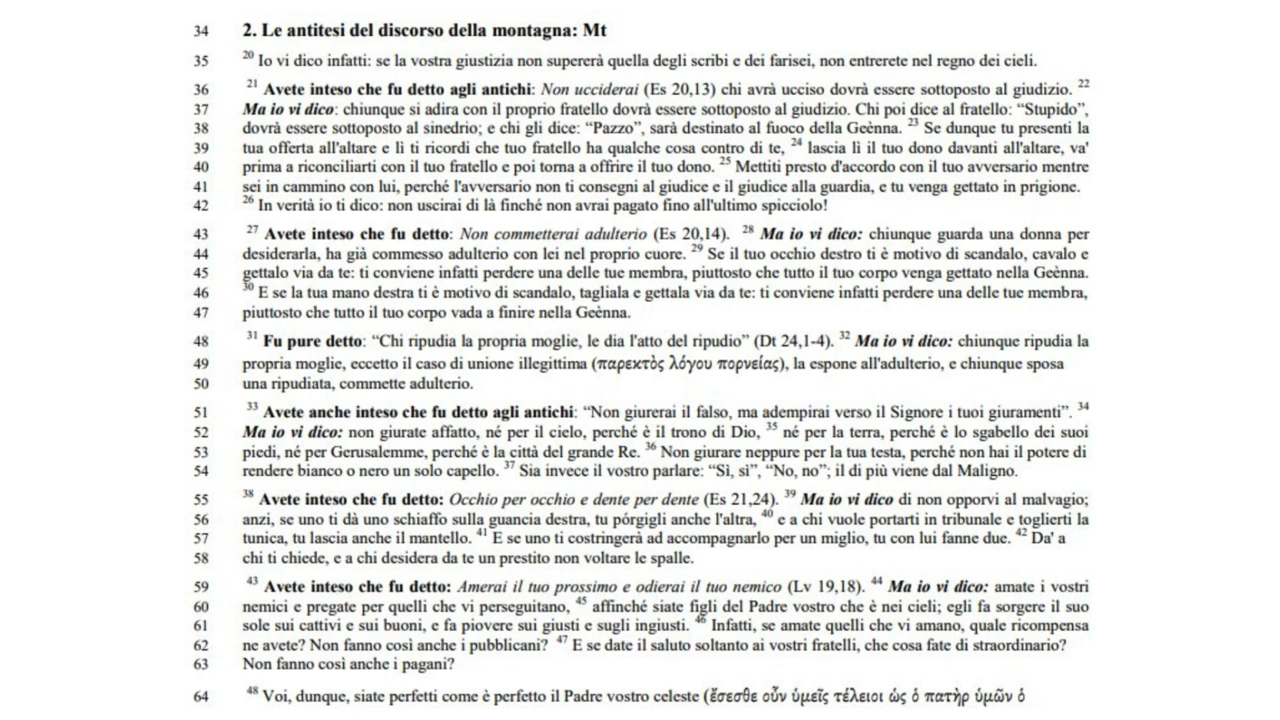 34 2. Le antitesi del discorso della montagna: Mt
35 20 Io vi dico infatti: se la vostra giustizia non supererà quella degli scribi e dei farisei, non entrerete nel regno dei cieli.
36 21 Avete inteso che fu detto agli antichi: Non ucciderai (Es 20,13) chi avrà ucciso dovrà essere sottoposto al giudizio. 22
37 Ma io vi dico: chiunque si adira con il proprio fratello dovrà essere sottoposto al giudizio. Chi poi dice al fratello: “Stupido”,
38 dovrà essere sottoposto al sinedrio; e chi gli dice: “Pazzo”, sarà destinato al fuoco della Geènna. 23 Se dunque tu presenti la
39 tua offerta all'altare e lì ti ricordi che tuo fratello ha qualche cosa contro di te, 24 lascia lì il tuo dono davanti all'altare, va'
40 prima a riconciliarti con il tuo fratello e poi torna a offrire il tuo dono. 25 Mettiti presto d'accordo con il tuo avversario mentre
41 sei in cammino con lui, perché l'avversario non ti consegni al giudice e il giudice alla guardia, e tu venga gettato in prigione.
42 26 In verità io ti dico: non uscirai di là finché non avrai pagato fino all'ultimo spicciolo!
43 27 Avete inteso che fu detto: Non commetterai adulterio (Es 20,14). 28 Ma io vi dico: chiunque guarda una donna per
44 desiderarla, ha già commesso adulterio con lei nel proprio cuore. 29 Se il tuo occhio destro ti è motivo di scandalo, cavalo e
45 gettalo via da te: ti conviene infatti perdere una delle tue membra, piuttosto che tutto il tuo corpo venga gettato nella Geènna.
46 30 E se la tua mano destra ti è motivo di scandalo, tagliala e gettala via da te: ti conviene infatti perdere una delle tue membra,
47 piuttosto che tutto il tuo corpo vada a finire nella Geènna.
48 31 Fu pure detto: “Chi ripudia la propria moglie, le dia l'atto del ripudio” (Dt 24,1-4). 32 Ma io vi dico: chiunque ripudia la
49 propria moglie, eccetto il caso di unione illegittima (παρεκτὸς λόγου πορνείας), la espone all'adulterio, e chiunque sposa
50 una ripudiata, commette adulterio.
51 33 Avete anche inteso che fu detto agli antichi: “Non giurerai il falso, ma adempirai verso il Signore i tuoi giuramenti”. 34
52 Ma io vi dico: non giurate affatto, né per il cielo, perché è il trono di Dio, 35 né per la terra, perché è lo sgabello dei suoi
53 piedi, né per Gerusalemme, perché è la città del grande Re. 36 Non giurare neppure per la tua testa, perché non hai il potere di
54 rendere bianco o nero un solo capello. 37 Sia invece il vostro parlare: “Sì, sì”, “No, no”; il di più viene dal Maligno.
55 38 Avete inteso che fu detto: Occhio per occhio e dente per dente (Es 21,24). 39 Ma io vi dico di non opporvi al malvagio;
56 anzi, se uno ti dà uno schiaffo sulla guancia destra, tu pórgigli anche l'altra, 40 e a chi vuole portarti in tribunale e toglierti la
57 tunica, tu lascia anche il mantello. 41 E se uno ti costringerà ad accompagnarlo per un miglio, tu con lui fanne due. 42 Da' a
58 chi ti chiede, e a chi desidera da te un prestito non voltare le spalle.
59 43 Avete inteso che fu detto: Amerai il tuo prossimo e odierai il tuo nemico (Lv 19,18). 44 Ma io vi dico: amate i vostri
60 nemici e pregate per quelli che vi perseguitano, 45 affinché siate figli del Padre vostro che è nei cieli; egli fa sorgere il suo
61 sole sui cattivi e sui buoni, e fa piovere sui giusti e sugli ingiusti. 46 Infatti, se amate quelli che vi amano, quale ricompensa
62 ne avete? Non fanno così anche i pubblicani? 47 E se date il saluto soltanto ai vostri fratelli, che cosa fate di straordinario?
63 Non fanno così anche i pagani?
64 48 Voi, dunque, siate perfetti come è perfetto il Padre vostro celeste (ἔσεσθε οὖν ὑμεῖς τέλειοι ὡς ὁ πατὴρ ὑμῶν ὁ